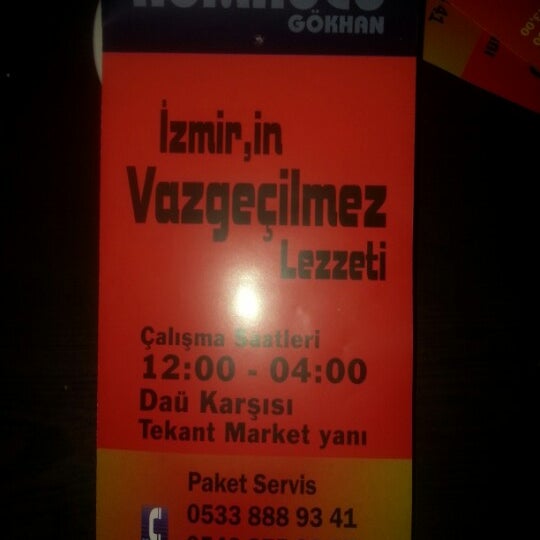 GÖKHAN
İzmir,in
Vazgeçilmez
Lezzeti
Çalışma Saatleri
12:00 - 04:00
Daü Karşısı
Tekant Market yanı
Paket Servis
0533 888 93 41
41